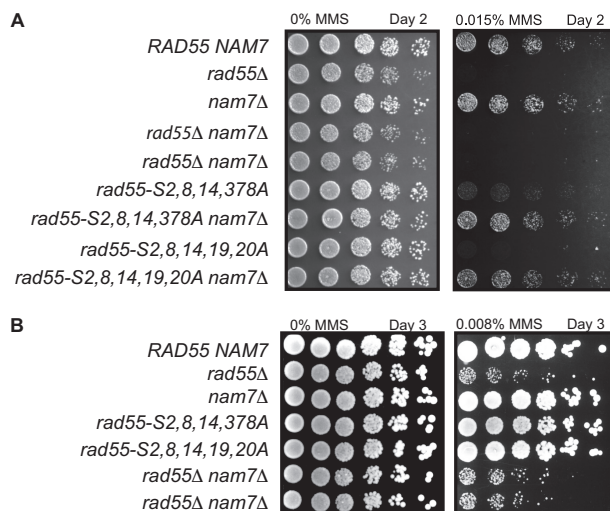 A
0% MMS Day 2 0.015% MMS Day 2
RAD55 NAM7
rad55Δ
nam7Δ
rad55Δ nam7Δ
rad55Δ nam7Δ
rad55-S2,8,14,378A
rad55-S2,8,14,378A nam7Δ
rad55-S2,8,14,19,20A
rad55-S2,8,14,19,20A nam7Δ
B
0% MMS Day 3 0.008% MMS Day 3
RAD55 NAM7
rad55Δ
nam7Δ
rad55-S2,8,14,378A
rad55-S2,8,14,19,20A
rad55Δ nam7Δ
rad55Δ nam7Δ